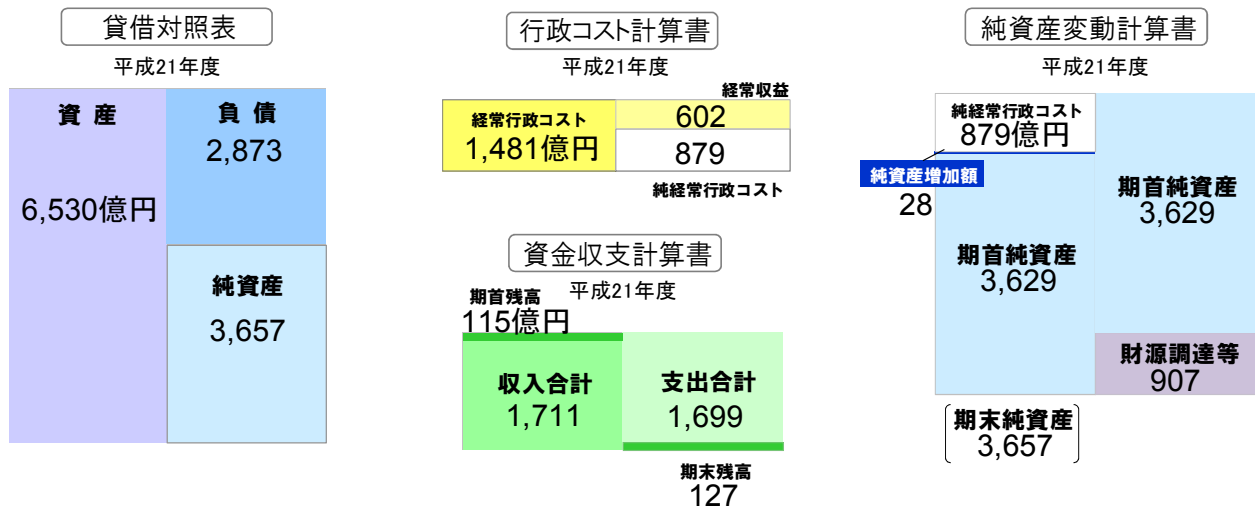 貸借対照表
平成21年度
資 産
6,530億円
負 債
2,873
純資産
3,657
行政コスト計算書
平成21年度
経常収益
経常行政コスト
1,481億円
602
879
純経常行政コスト
資金収支計算書
平成21年度
期首残高
115億円
収入合計
1,711
支出合計
1,699
期末残高
127
純資産変動計算書
平成21年度
純経常行政コスト
879億円
純資産増加額
28
期首純資産
3,629
期首純資産
3,629
財源調達等
907
期末純資産
3,657